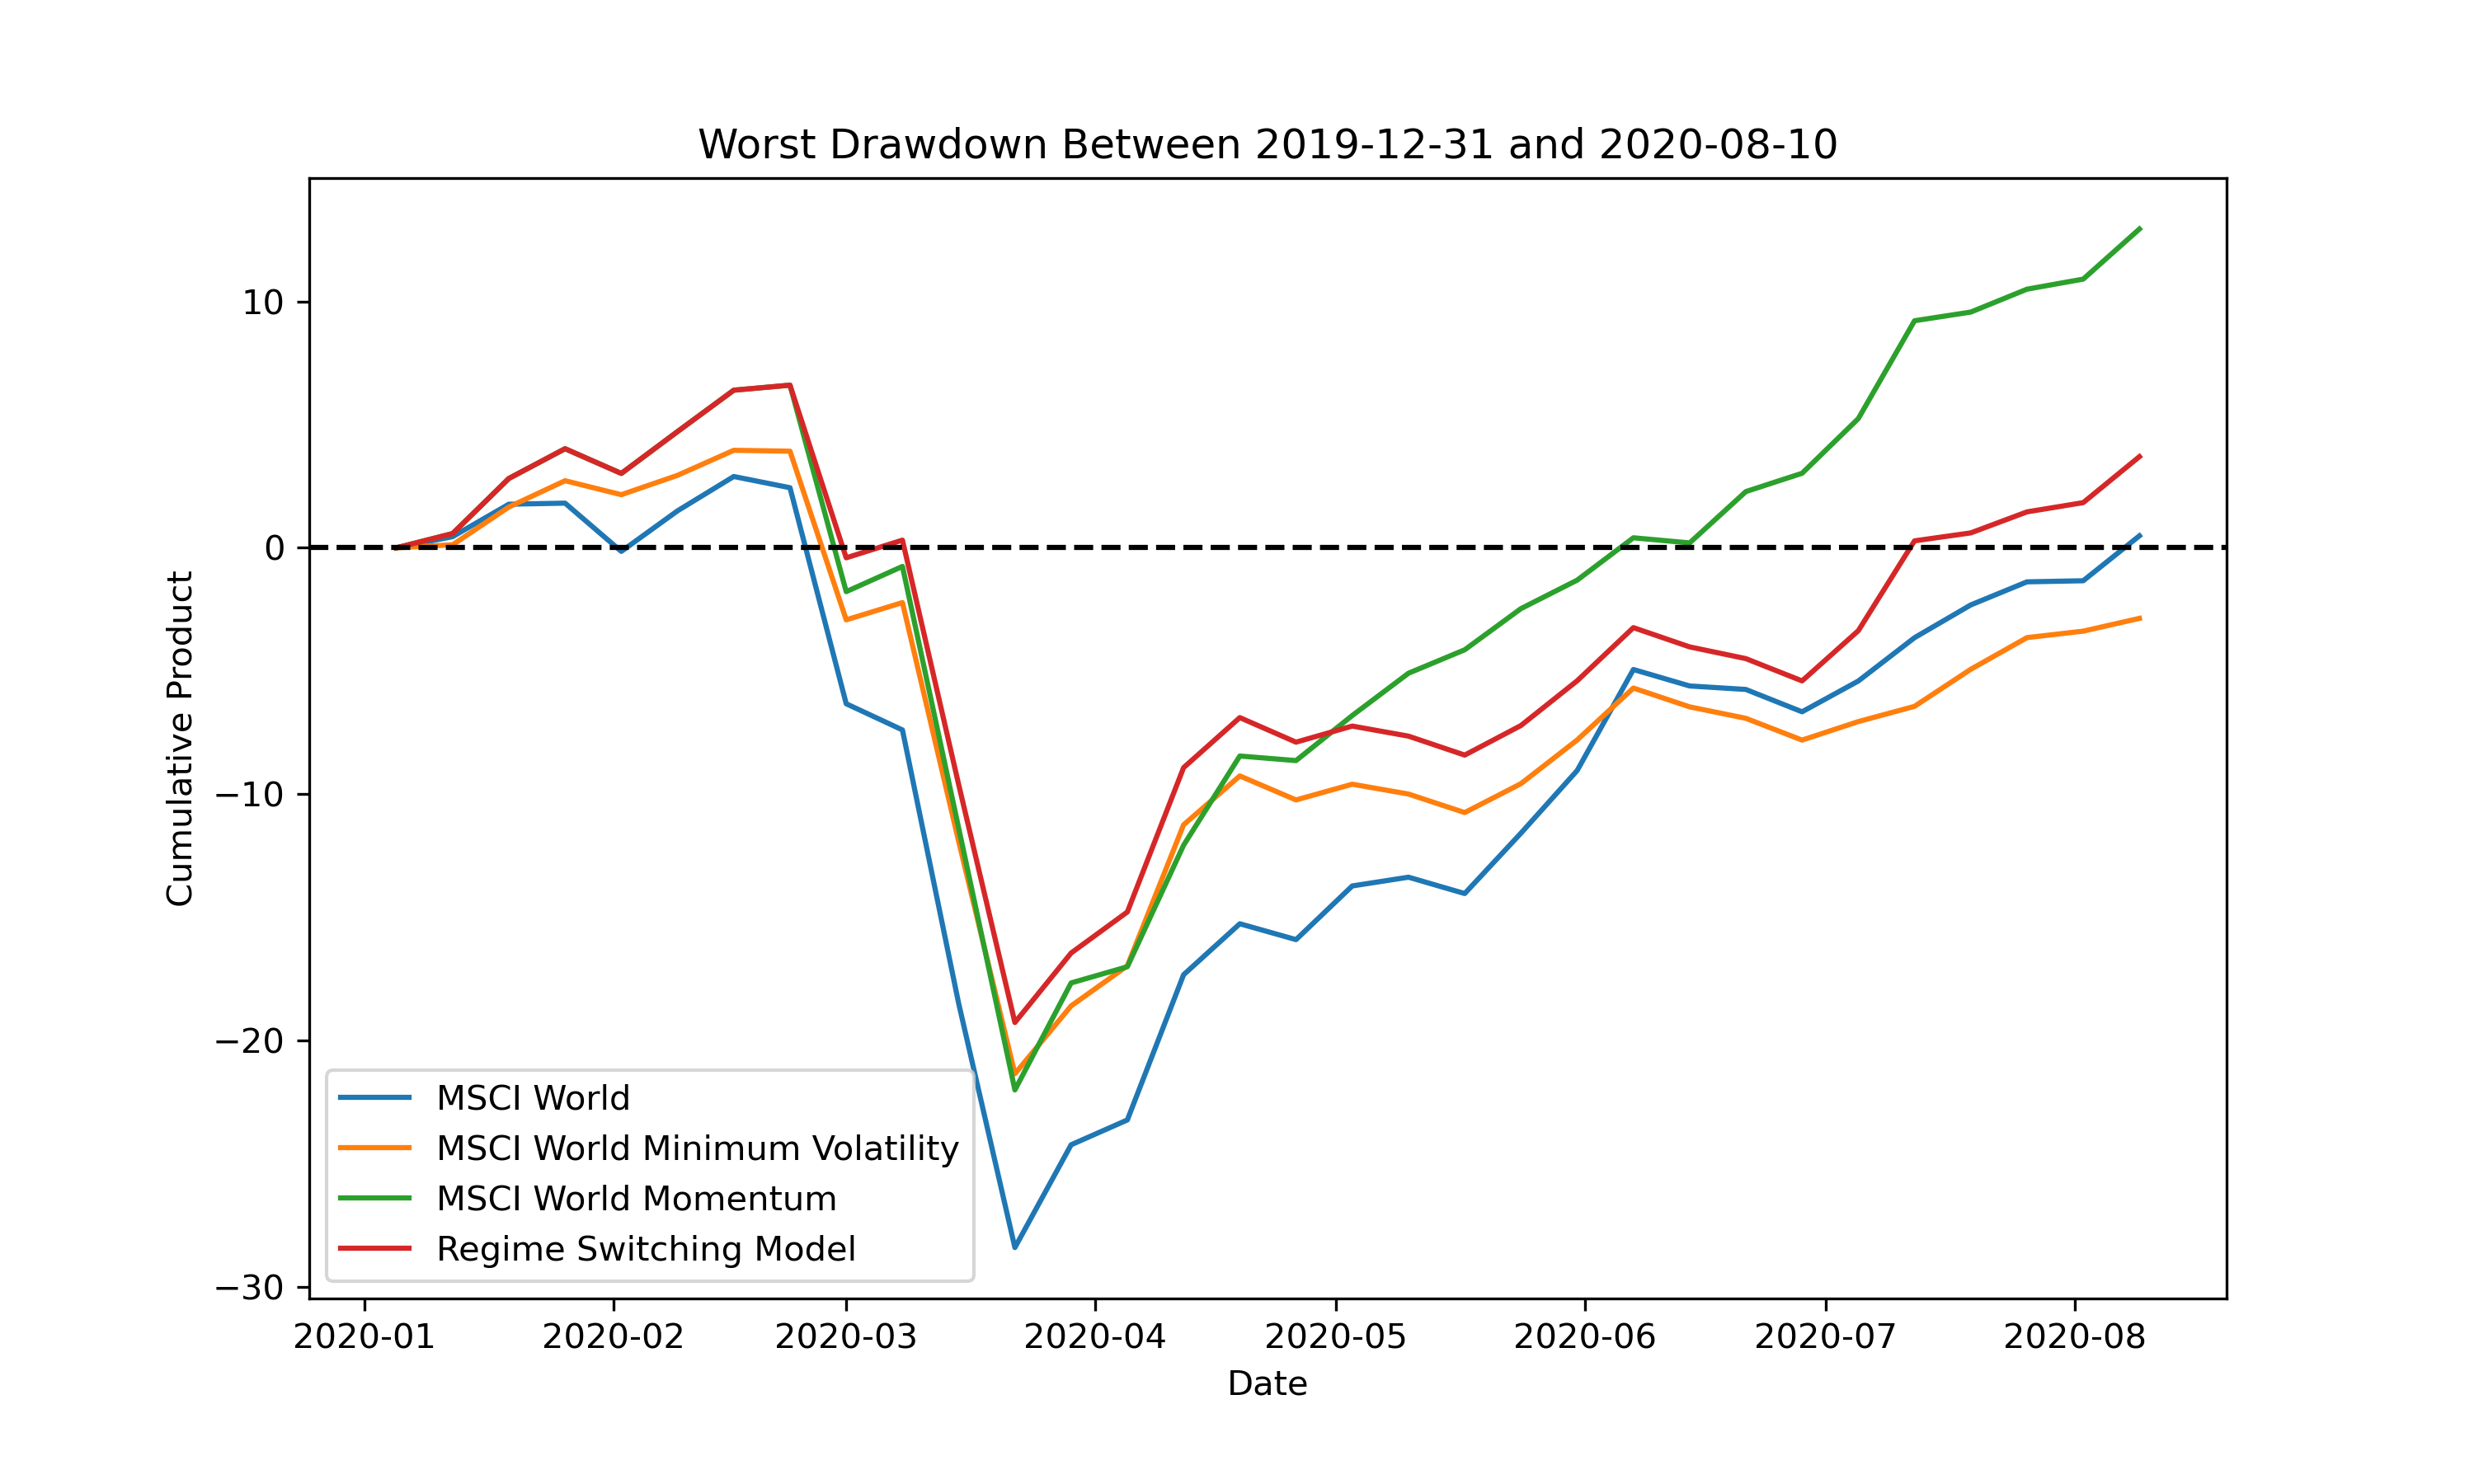 Worst Drawdown Between 2019-12-31 and 2020-08-10
Cumulative Product
10
0
−10
−20
−30
MSCI World
MSCI World Minimum Volatility
MSCI World Momentum
Regime Switching Model
2020-01 2020-02 2020-03 2020-04 2020-05 2020-06 2020-07 2020-08
Date